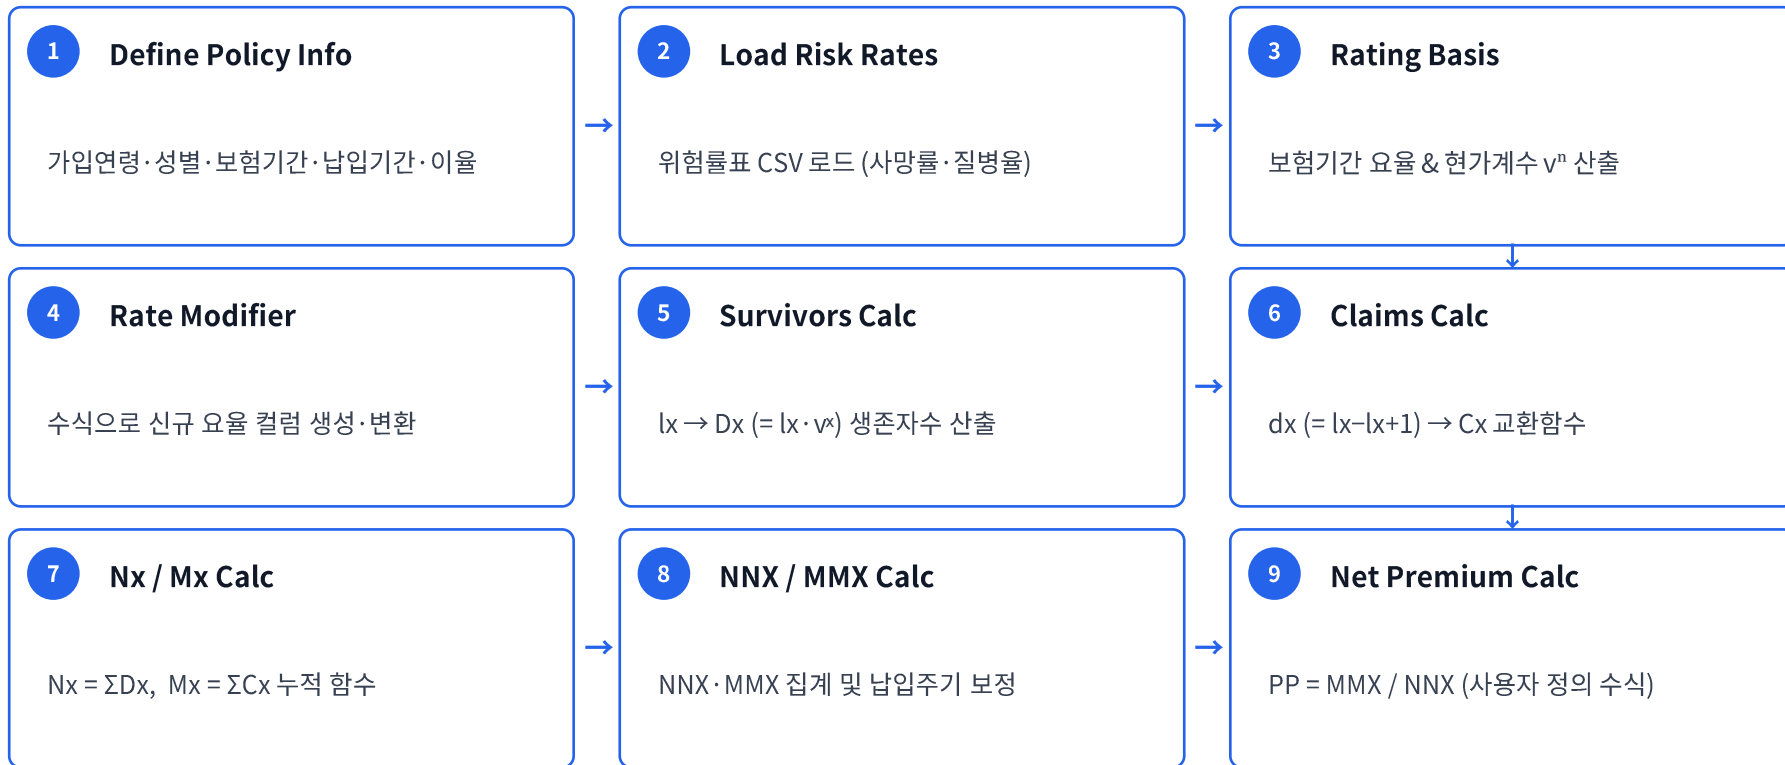 1 Define Policy Info
가입연령·성별·보험기간·납입기간·이율
→
2 Load Risk Rates
위험률표 CSV 로드 (사망률·질병율)
→
3 Rating Basis
보험기간 요율 & 현가계수 vⁿ 산출
↓
4 Rate Modifier
수식으로 신규 요율 컬럼 생성·변환
→
5 Survivors Calc
lx → Dx (= lx·vˣ) 생존자수 산출
→
6 Claims Calc
dx (= lx−lx+1) → Cx 교환함수
↓
7 Nx / Mx Calc
Nx = ΣDx, Mx = ΣCx 누적 함수
→
8 NNX / MMX Calc
NNX·MMX 집계 및 납입주기 보정
→
9 Net Premium Calc
PP = MMX / NNX (사용자 정의 수식)